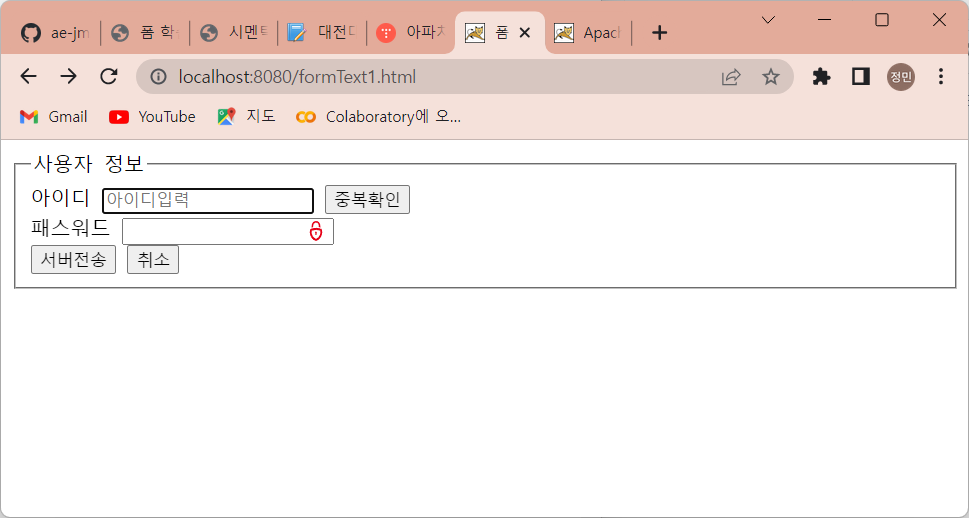 ae-jm 폼 학 시멘 대전 아파치 폼 Apach
localhost:8080/formText1.html 정민
Gmail YouTube 지도 Colaboratory에 오...
사용자 정보
아이디 아이디입력 중복확인
패스워드
서버전송 취소